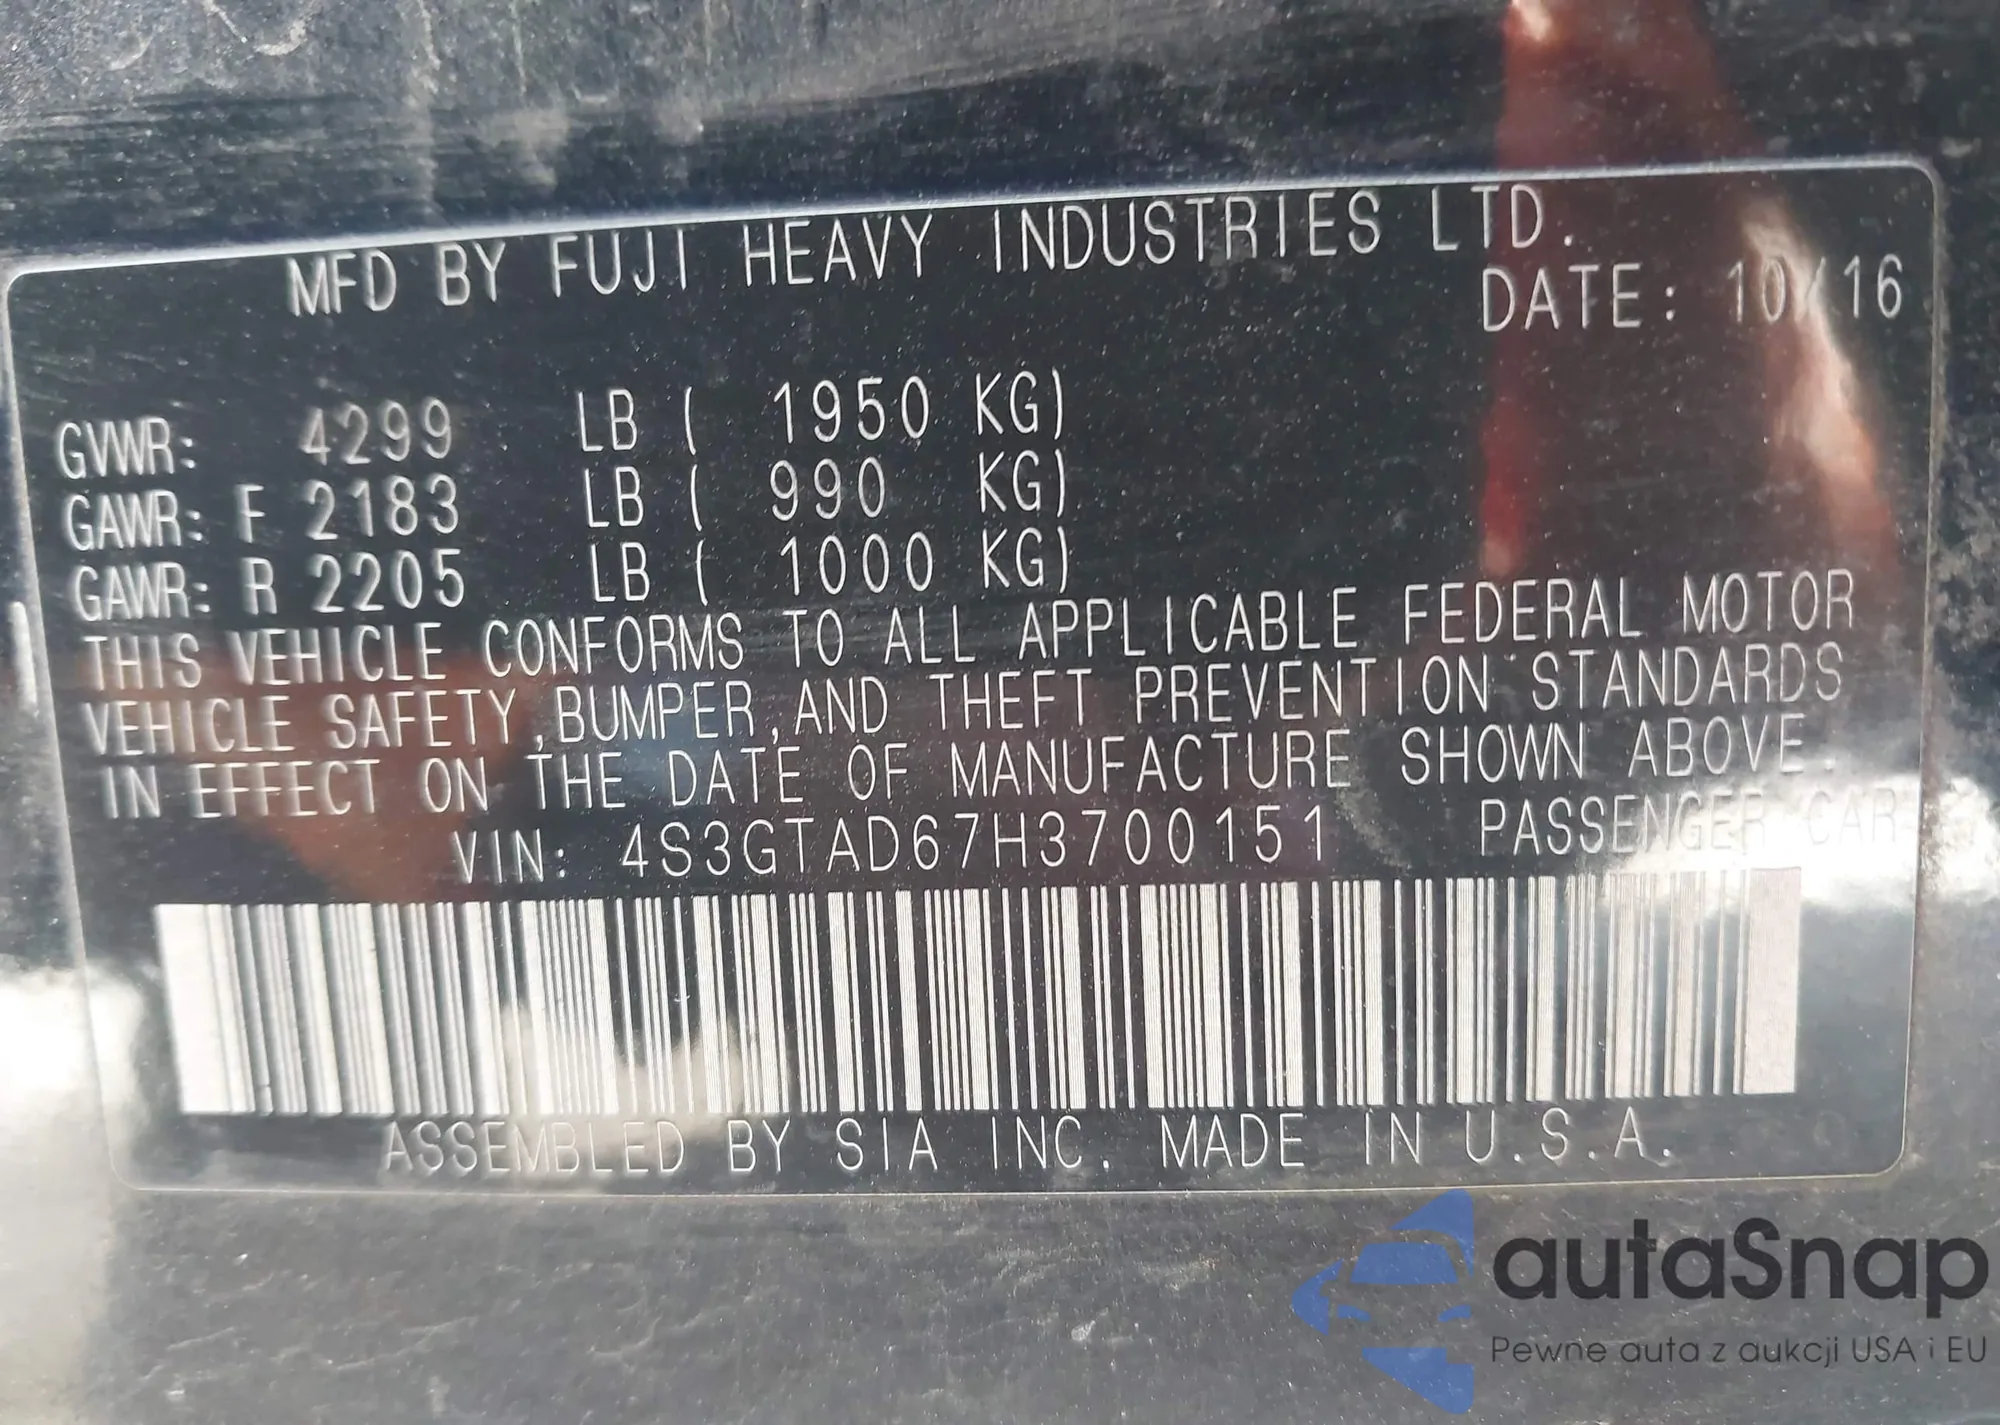 MFD BY FUJI HEAVY INDUSTRIES LTD.
DATE: 10/16
GVWR: 4299 LB ( 1950 KG)
GAWR: F 2183 LB ( 990 KG)
GAWR: R 2205 LB ( 1000 KG)
THIS VEHICLE CONFORMS TO ALL APPLICABLE FEDERAL MOTOR
VEHICLE SAFETY,BUMPER,AND THEFT PREVENTION STANDARDS
IN EFFECT ON THE DATE OF MANUFACTURE SHOWN ABOVE.
VIN: 4S3GTAD67H3700151 PASSENGER CAR
ASSEMBLED BY SIA INC. MADE IN U.S.A.
autaSnap
Pewne auta z aukcji USA i EU